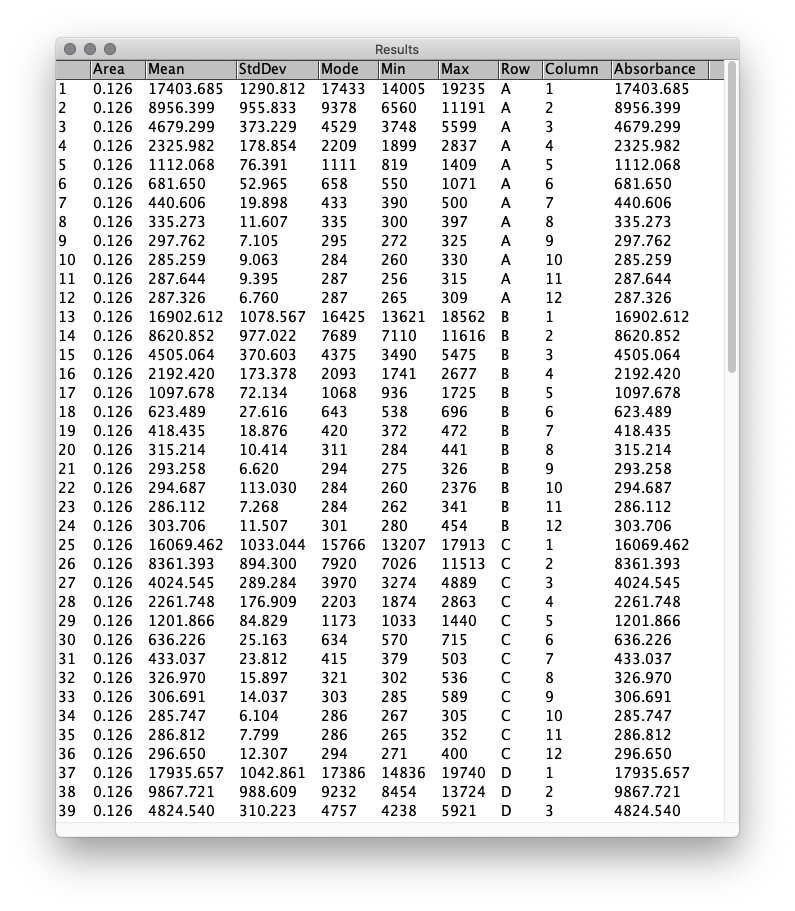 Results
Area Mean StdDev Mode Min Max Row Column Absorbance
1 0.126 17403.685 1290.812 17433 14005 19235 A 1 17403.685
2 0.126 8956.399 955.833 9378 6560 11191 A 2 8956.399
3 0.126 4679.299 373.229 4529 3748 5599 A 3 4679.299
4 0.126 2325.982 178.854 2209 1899 2837 A 4 2325.982
5 0.126 1112.068 76.391 1111 819 1409 A 5 1112.068
6 0.126 681.650 52.965 658 550 1071 A 6 681.650
7 0.126 440.606 19.898 433 390 500 A 7 440.606
8 0.126 335.273 11.607 335 300 397 A 8 335.273
9 0.126 297.762 7.105 295 272 325 A 9 297.762
10 0.126 285.259 9.063 284 260 330 A 10 285.259
11 0.126 287.644 9.395 287 256 315 A 11 287.644
12 0.126 287.326 6.760 287 265 309 A 12 287.326
13 0.126 16902.612 1078.567 16425 13621 18562 B 1 16902.612
14 0.126 8620.852 977.022 7689 7110 11616 B 2 8620.852
15 0.126 4505.064 370.603 4375 3490 5475 B 3 4505.064
16 0.126 2192.420 173.378 2093 1741 2677 B 4 2192.420
17 0.126 1097.678 72.134 1068 936 1725 B 5 1097.678
18 0.126 623.489 27.616 643 538 696 B 6 623.489
19 0.126 418.435 18.876 420 372 472 B 7 418.435
20 0.126 315.214 10.414 311 284 441 B 8 315.214
21 0.126 293.258 6.620 294 275 326 B 9 293.258
22 0.126 294.687 113.030 284 260 2376 B 10 294.687
23 0.126 286.112 7.268 284 262 341 B 11 286.112
24 0.126 303.706 11.507 301 280 454 B 12 303.706
25 0.126 16069.462 1033.044 15766 13207 17913 C 1 16069.462
26 0.126 8361.393 894.300 7920 7026 11513 C 2 8361.393
27 0.126 4024.545 289.284 3970 3274 4889 C 3 4024.545
28 0.126 2261.748 176.909 2203 1874 2863 C 4 2261.748
29 0.126 1201.866 84.829 1173 1033 1440 C 5 1201.866
30 0.126 636.226 25.163 634 570 715 C 6 636.226
31 0.126 433.037 23.812 415 379 503 C 7 433.037
32 0.126 326.970 15.897 321 302 536 C 8 326.970
33 0.126 306.691 14.037 303 285 589 C 9 306.691
34 0.126 285.747 6.104 286 267 305 C 10 285.747
35 0.126 286.812 7.799 286 265 352 C 11 286.812
36 0.126 296.650 12.307 294 271 400 C 12 296.650
37 0.126 17935.657 1042.861 17386 14836 19740 D 1 17935.657
38 0.126 9867.721 988.609 9232 8454 13724 D 2 9867.721
39 0.126 4824.540 310.223 4757 4238 5921 D 3 4824.540